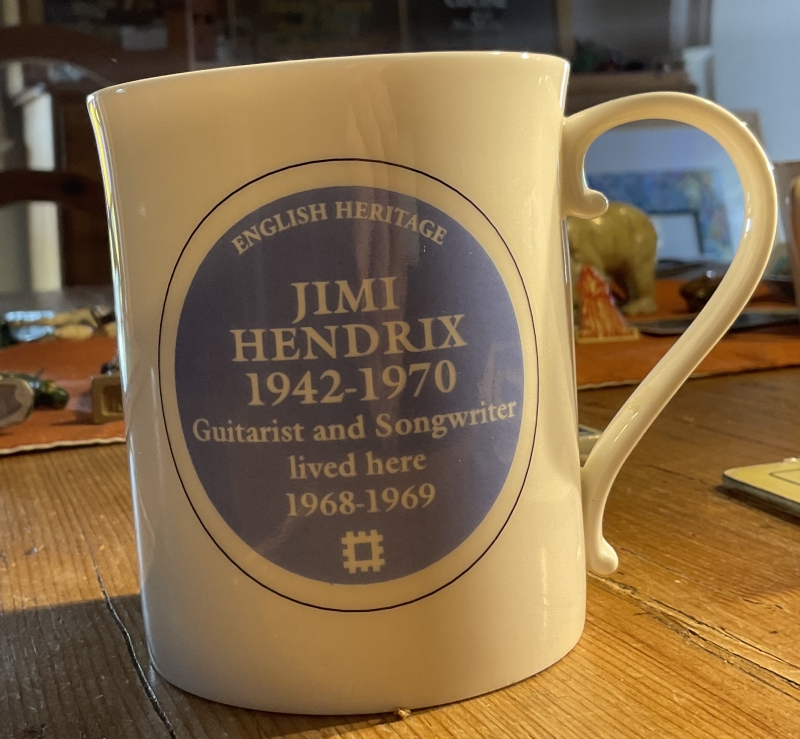 ENGLISH HERITAGE
JIMI
HENDRIX
1942-1970
Guitarist and Songwriter
lived here
1968-1969